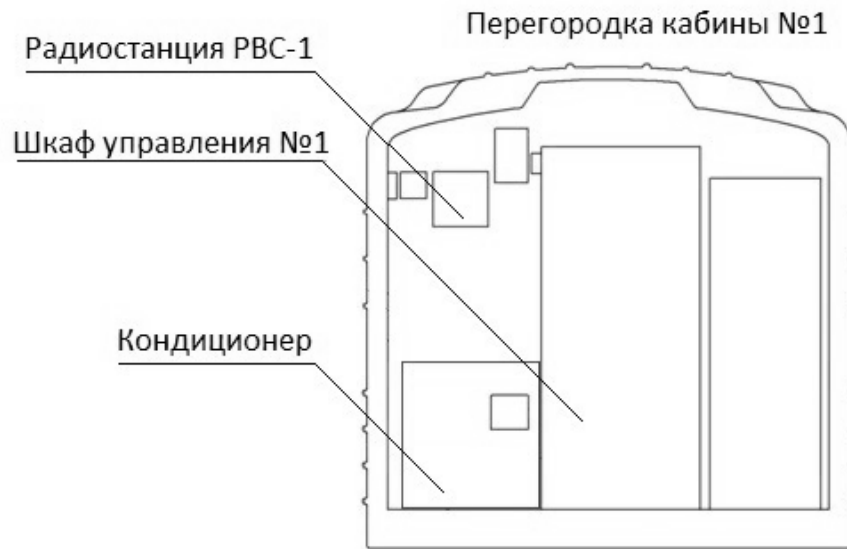 Перегородка кабины №1
Радиостанция РВС-1
Шкаф управления №1
Кондиционер